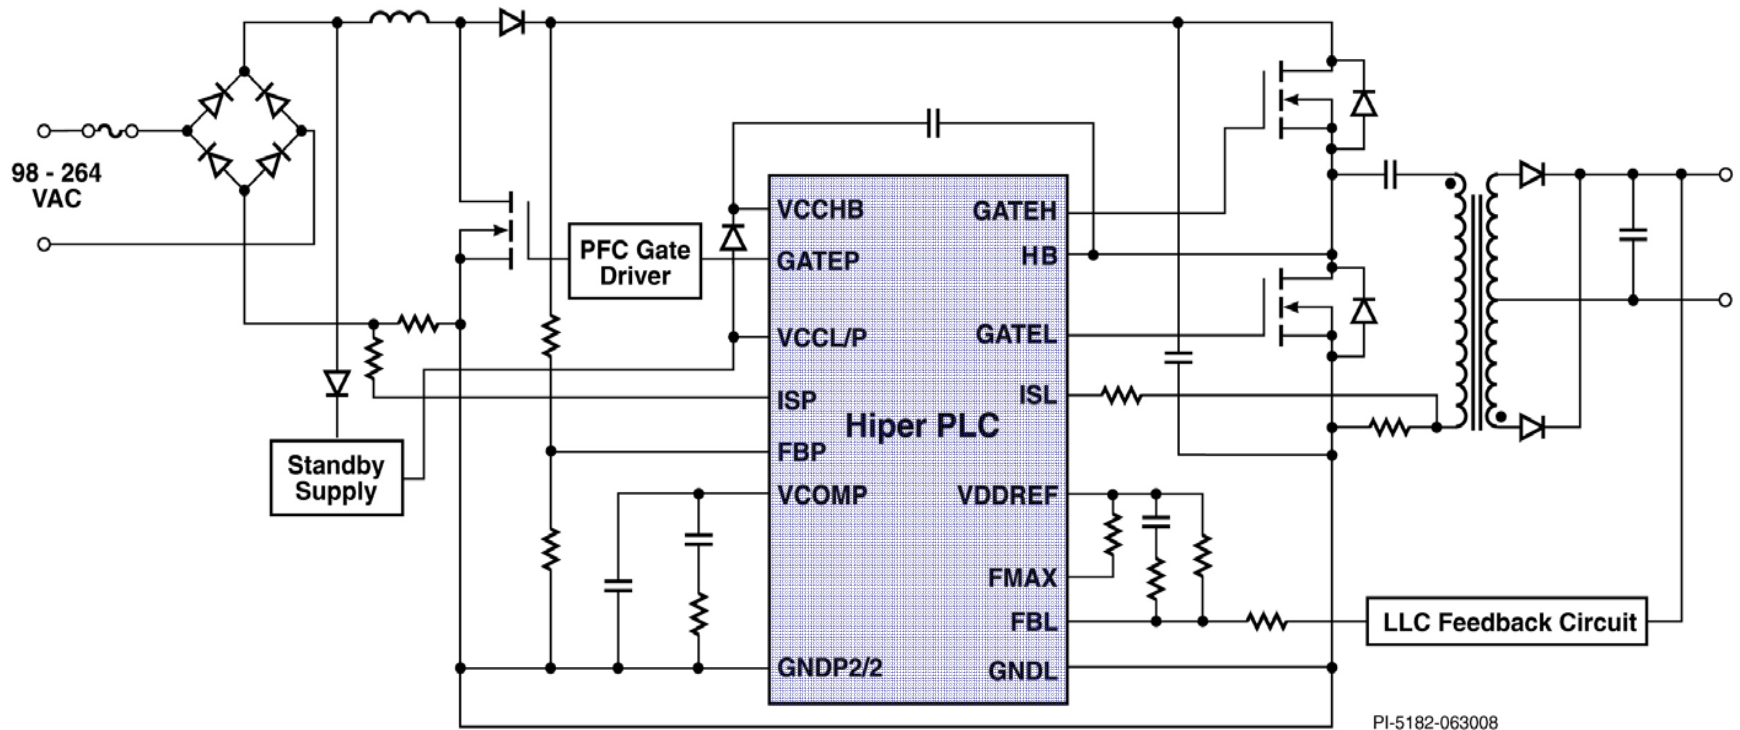 98 - 264
VAC
PFC Gate
Driver
Standby
Supply
VCCHB
GATEP
VCCL/P
ISP
FBP
VCOMP
GNDP2/2
Hiper PLC
GATEH
HB
GATEL
ISL
VDDREF
FMAX
FBL
GNDL
LLC Feedback Circuit
PI-5182-063008